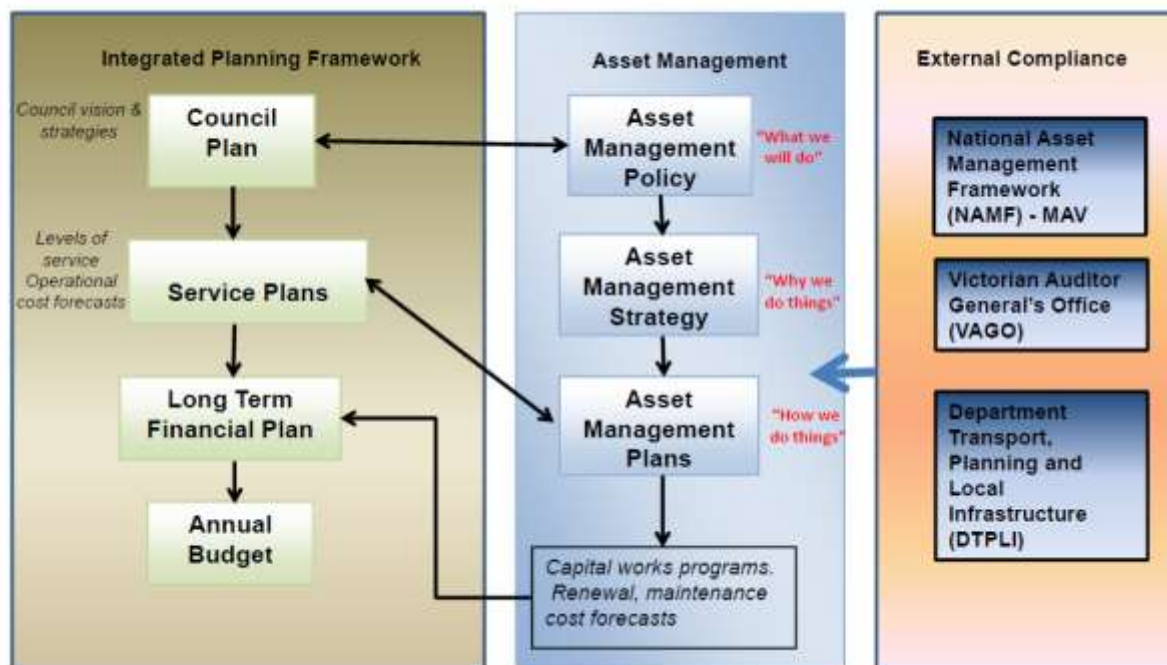 Integrated Planning Framework
Council vision &
strategies
Council
Plan
Levels of
service
Operational
cost forecasts
Service Plans
Long Term
Financial Plan
Annual
Budget
Asset Management
Asset
Management
Policy
"What we
will do"
Asset
Management
Strategy
"Why we
do things"
Asset
Management
Plans
"How we
do things"
Capital works programs.
Renewal, maintenance
cost forecasts
External Compliance
National Asset
Management
Framework
(NAMF) - MAV
Victorian Auditor
General's Office
(VAGO)
Department
Transport,
Planning and
Local
Infrastructure
(DTPLI)